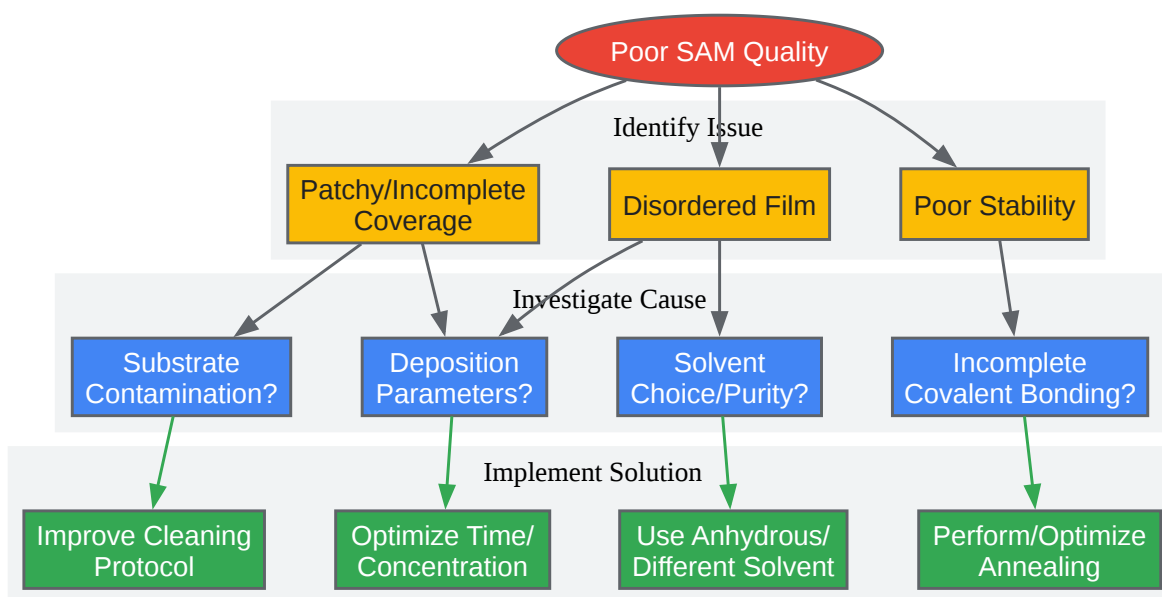 Poor SAM Quality
Identify Issue
Patchy/Incomplete
Coverage
Disordered Film
Poor Stability
Investigate Cause
Substrate
Contamination?
Deposition
Parameters?
Solvent
Choice/Purity?
Incomplete
Covalent Bonding?
Implement Solution
Improve Cleaning
Protocol
Optimize Time/
Concentration
Use Anhydrous/
Different Solvent
Perform/Optimize
Annealing